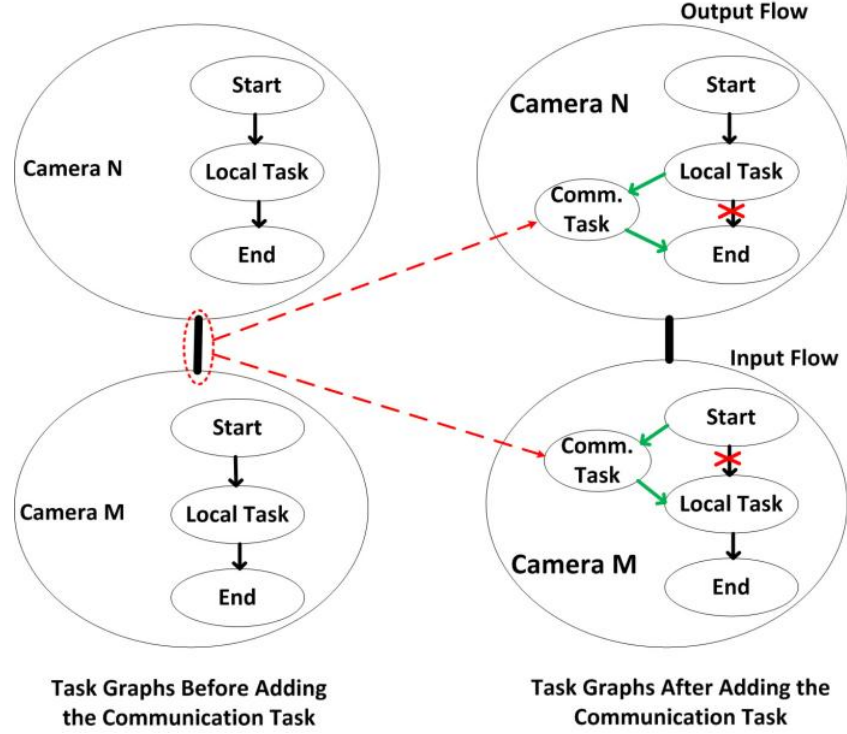 Start
Camera N
Local Task
End
Start
Camera M
Local Task
End
Task Graphs Before Adding
the Communication Task
Output Flow
Start
Camera N
Local Task
Comm.
Task
End
Input Flow
Start
Comm.
Task
Local Task
Camera M
End
Task Graphs After Adding the
Communication Task